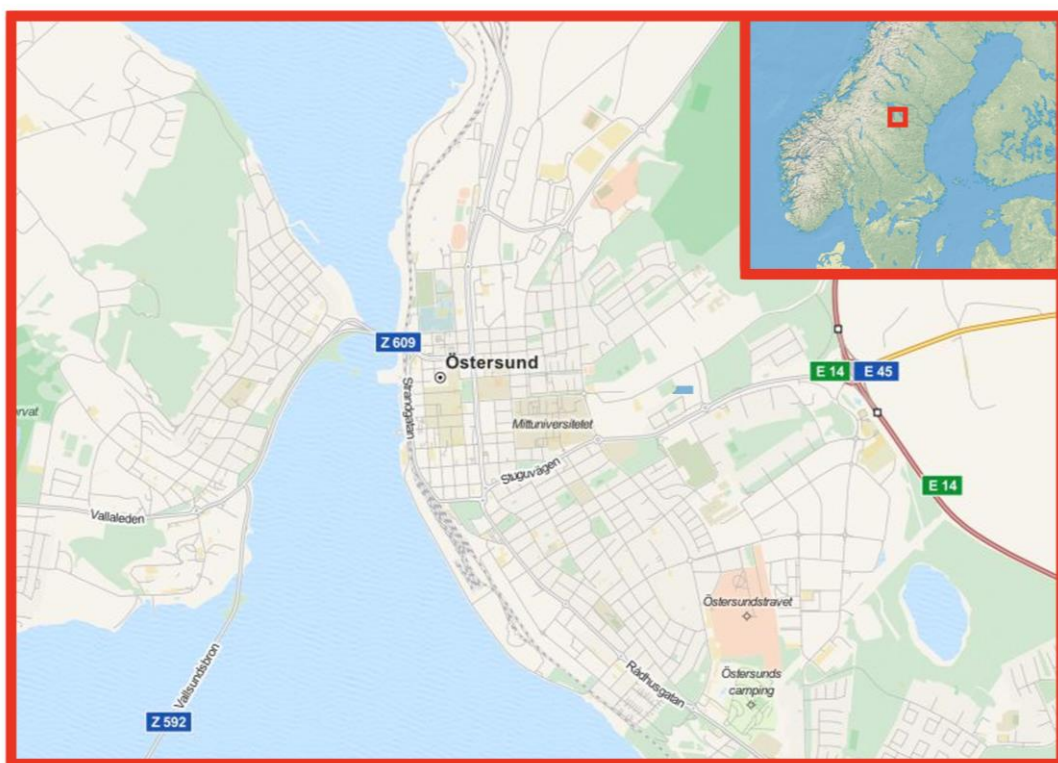 Z 609
Östersund
E 14
E 45
Strandgatan
Mittuniversitetet
Stuguvägen
E 14
Vallaleden
Östersundstravet
Rådhusgatan
Östersunds
camping
Vallsundsbron
Z 592